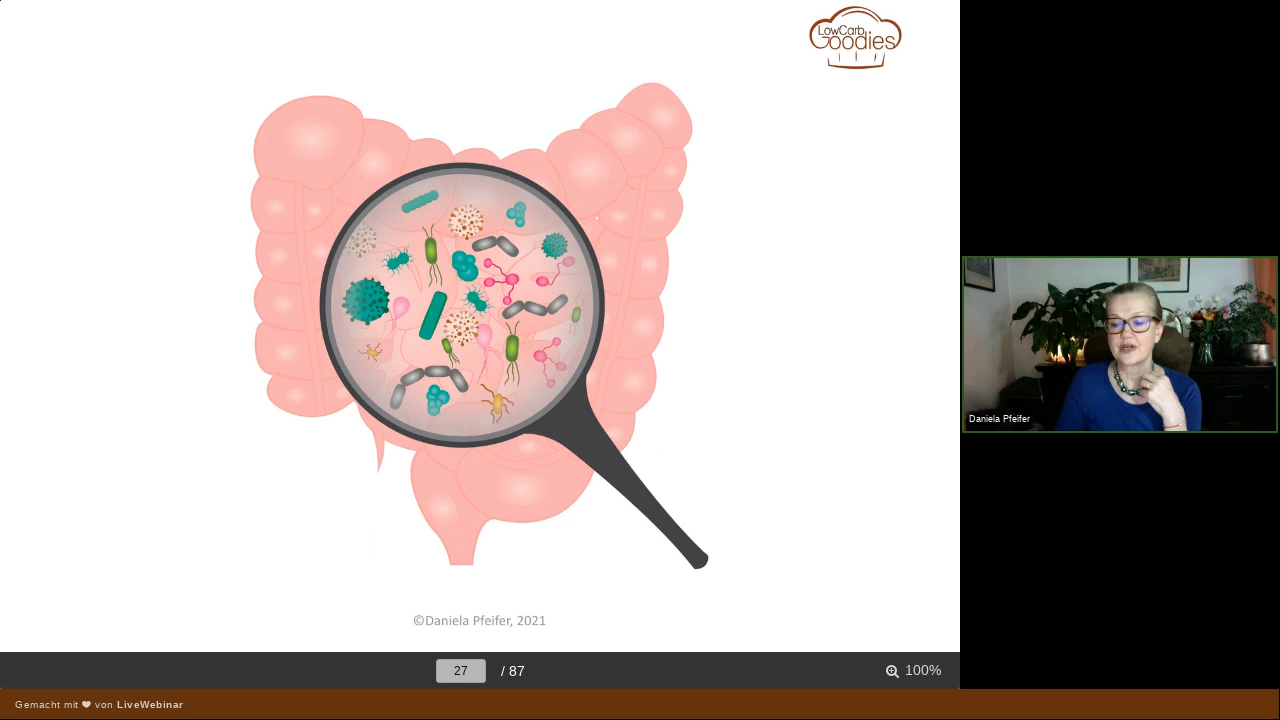 LowCarb
Goodies
Daniela Pfeifer
©Daniela Pfeifer, 2021
27 / 87
100%
Gemacht mit von LiveWebinar